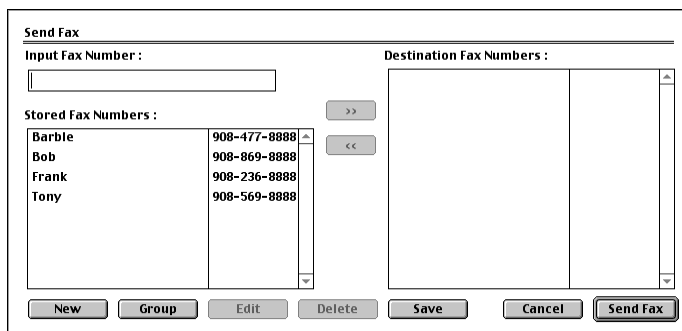 Send Fax
Input Fax Number :
Destination Fax Numbers :
>>
Stored Fax Numbers :
<<
Barbie 908-477-8888
Bob 908-869-8888
Frank 908-236-8888
Tony 908-569-8888
New Group Edit Delete Save Cancel Send Fax